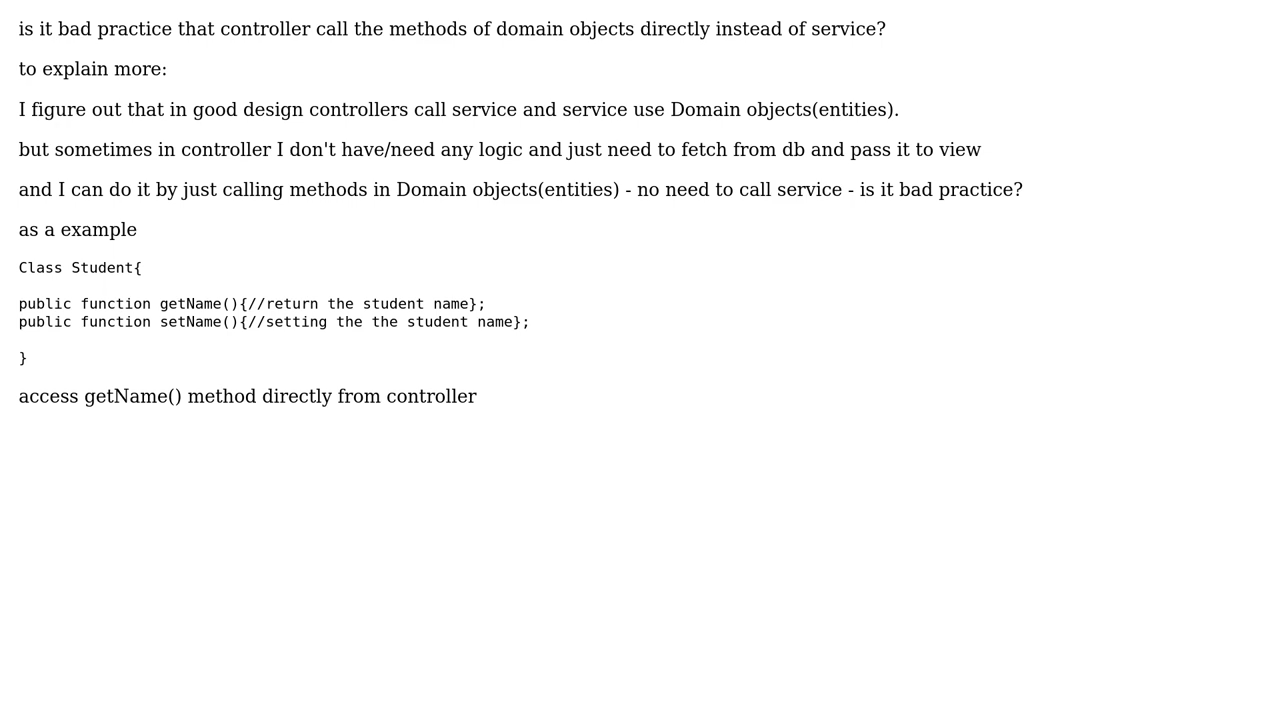 is it bad practice that controller call the methods of domain objects directly instead of service?
to explain more:
I figure out that in good design controllers call service and service use Domain objects(entities).
but sometimes in controller I don't have/need any logic and just need to fetch from db and pass it to view
and I can do it by just calling methods in Domain objects(entities) - no need to call service - is it bad practice?
as a example
Class Student{
public function getName(){//return the student name};
public function setName(){//setting the the student name};
}
access getName() method directly from controller